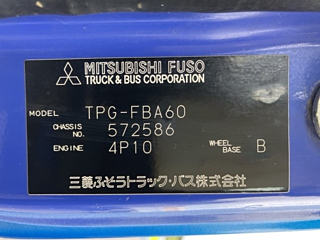 MITSUBISHI FUSO
TRUCK & BUS CORPORATION
MODEL TPG-FBA60
CHASSIS NO. 572586
ENGINE 4P10 WHEEL BASE B
三菱ふそうトラック・バス株式会社